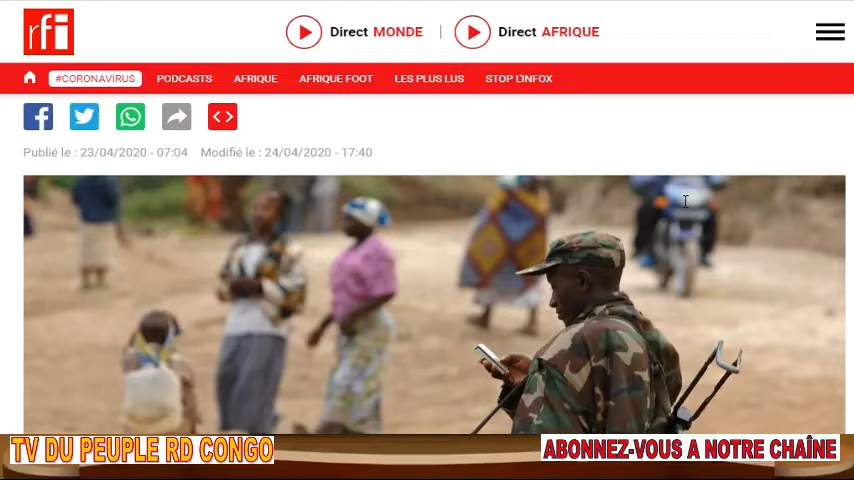 rfi
Direct MONDE | Direct AFRIQUE
#CORONAVIRUS PODCASTS AFRIQUE AFRIQUE FOOT LES PLUS LUS STOP L'INFOX
Publié le : 23/04/2020 - 07:04 Modifié le : 24/04/2020 - 17:40
TV DU PEUPLE RD CONGO
ABONNEZ-VOUS A NOTRE CHAÎNE